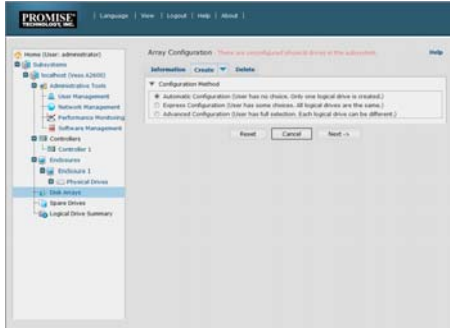 PROMISE
TECHNOLOGY, INC.
| Language | View | Logout | Help | About |
Home (User: administrator)
Subsystems
localhost (Vess A2600)
Administrative Tools
User Management
Network Management
Performance Monitoring
Software Management
Controllers
Controller 1
Enclosures
Enclosure 1
Physical Drives
Disk Arrays
Spare Drives
Logical Drive Summary
Array Configuration There are unconfigured physical drives in the subsystem. Help
Information Create Delete
Configuration Method
Automatic Configuration (User has no choice. Only one logical drive is created.)
Express Configuration (User has some choices. All logical drives are the same.)
Advanced Configuration (User has full selection. Each logical drive can be different.)
Reset Cancel Next ->